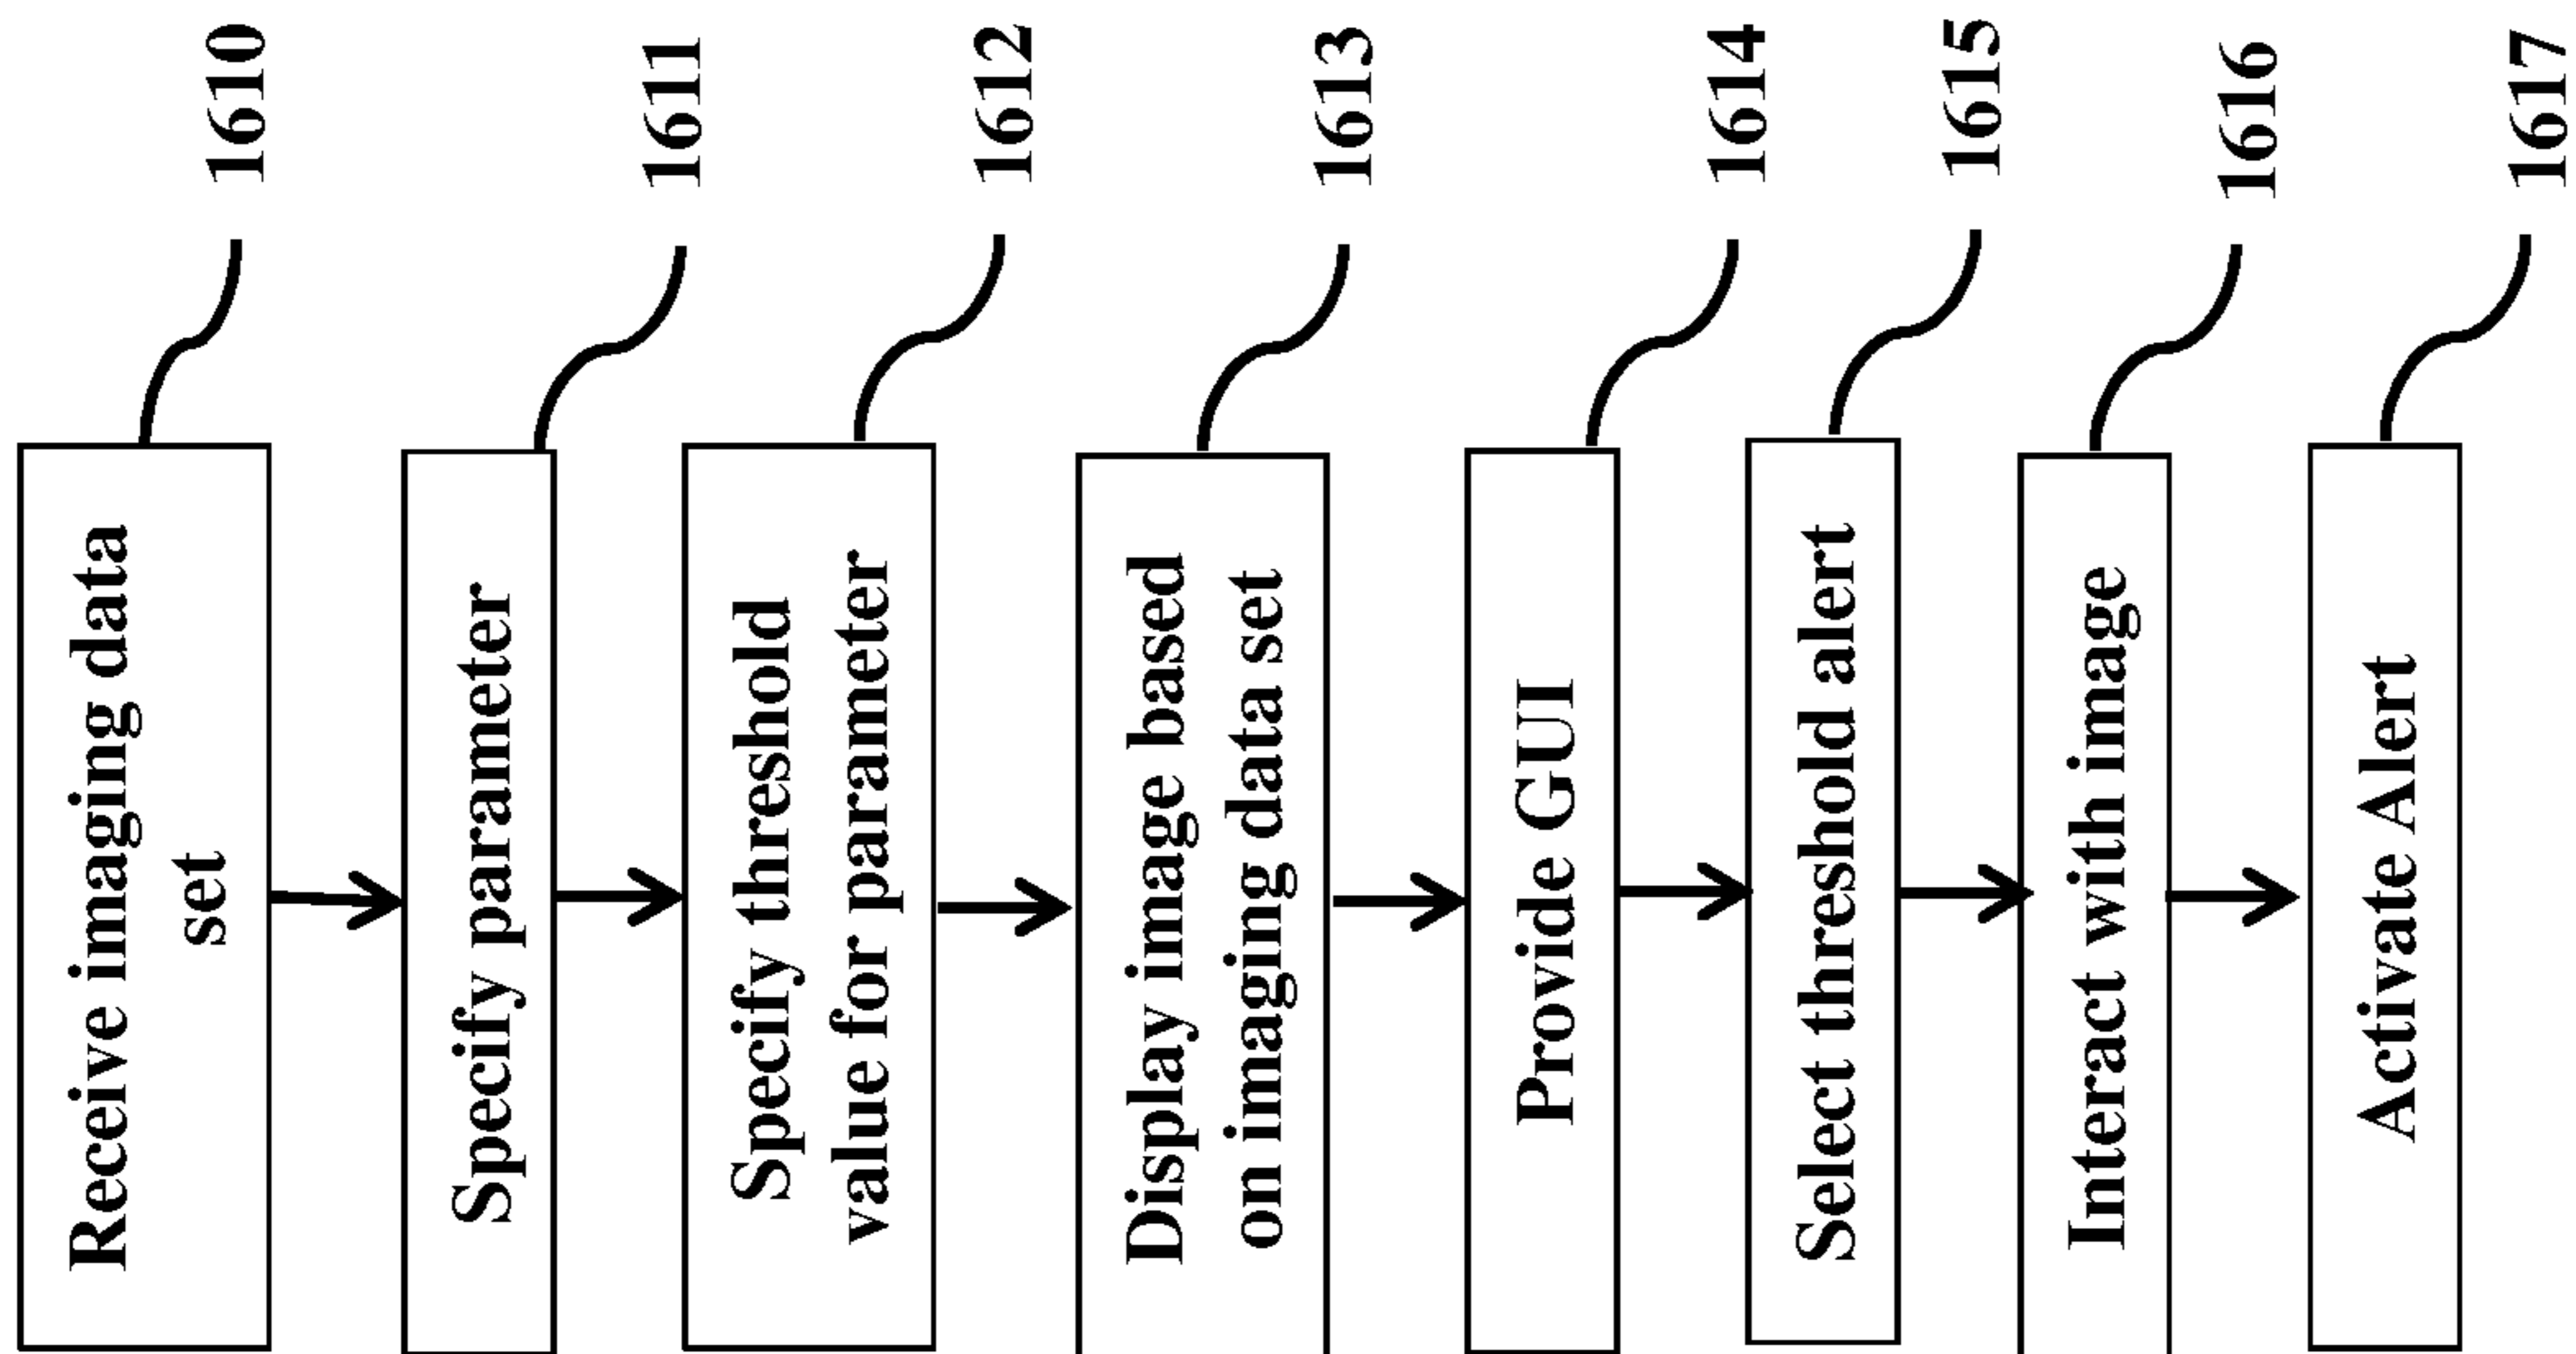 Receive imaging data
set
1610
Specify parameter
1611
Specify threshold
value for parameter
1612
Display image based
on imaging data set
1613
Provide GUI
1614
Select threshold alert
1615
Interact with image
1616
Activate Alert
1617